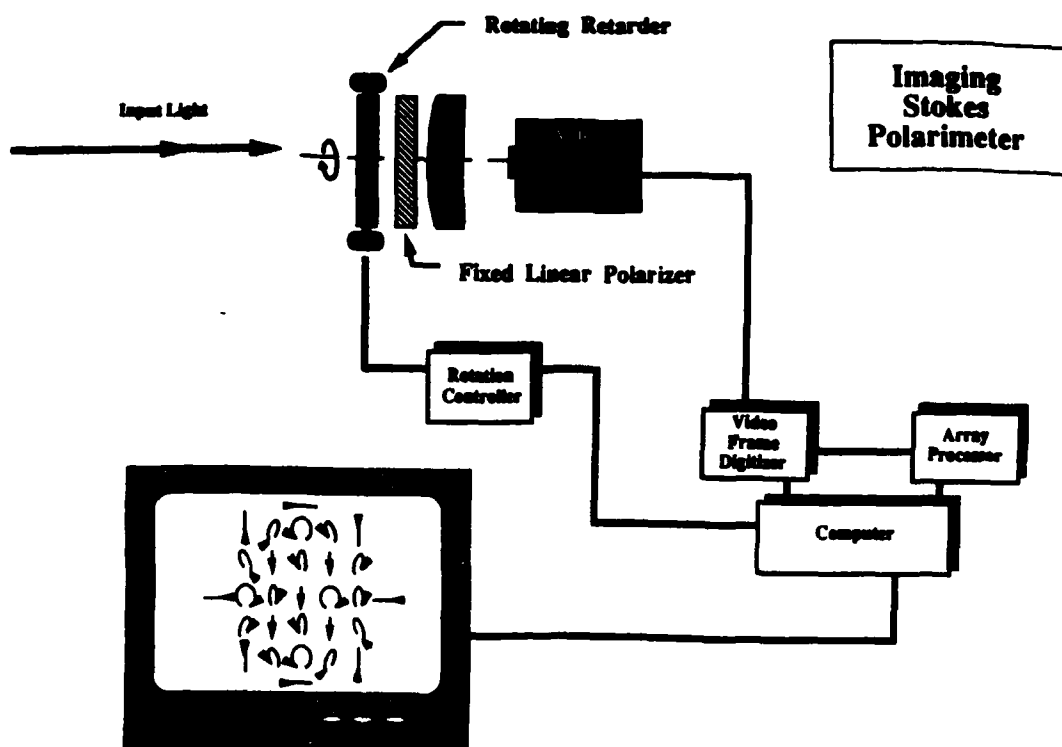 Rotating Retarder
Imaging
Stokes
Polarimeter
Input Light
Fixed Linear Polarizer
Rotation
Controller
Video
Frame
Digitizer
Array
Processor
Computer